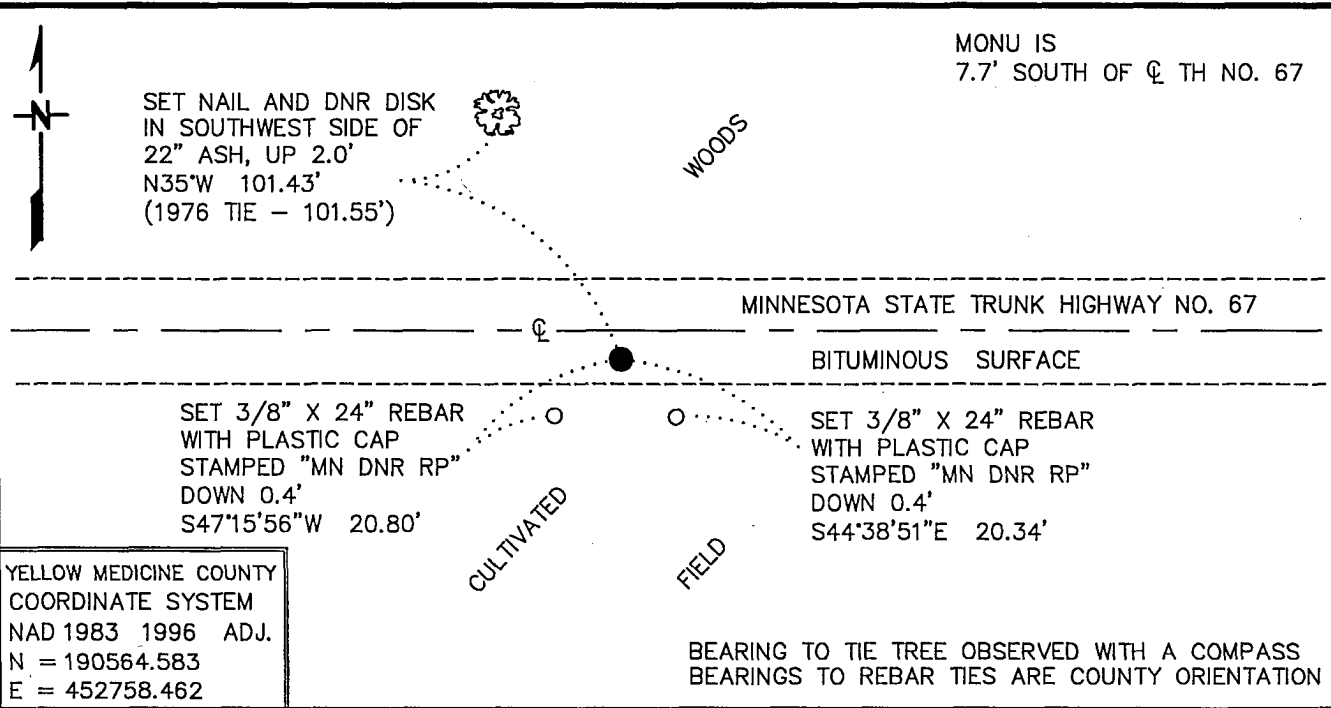 MONU IS
7.7' SOUTH OF ℄ TH NO. 67
N
SET NAIL AND DNR DISK
IN SOUTHWEST SIDE OF
22" ASH, UP 2.0'
N35°W 101.43'
(1976 TIE – 101.55')
WOODS
MINNESOTA STATE TRUNK HIGHWAY NO. 67
℄
BITUMINOUS SURFACE
SET 3/8" X 24" REBAR
WITH PLASTIC CAP
STAMPED "MN DNR RP"
DOWN 0.4'
S47°15'56"W 20.80'
SET 3/8" X 24" REBAR
WITH PLASTIC CAP
STAMPED "MN DNR RP"
DOWN 0.4'
S44°38'51"E 20.34'
CULTIVATED
FIELD
YELLOW MEDICINE COUNTY
COORDINATE SYSTEM
NAD 1983 1996 ADJ.
N = 190564.583
E = 452758.462
BEARING TO TIE TREE OBSERVED WITH A COMPASS
BEARINGS TO REBAR TIES ARE COUNTY ORIENTATION